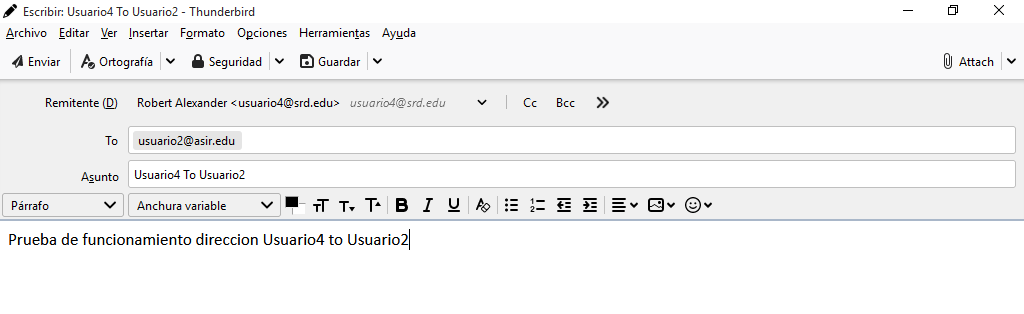 Escribir: Usuario4 To Usuario2 - Thunderbird
Archivo Editar Ver Insertar Formato Opciones Herramientas Ayuda
Enviar Ortografía Seguridad Guardar Attach
Remitente (D) Robert Alexander <usuario4@srd.edu> usuario4@srd.edu Cc Bcc
To usuario2@asir.edu
Asunto Usuario4 To Usuario2
Párrafo Anchura variable B I U
Prueba de funcionamiento direccion Usuario4 to Usuario2